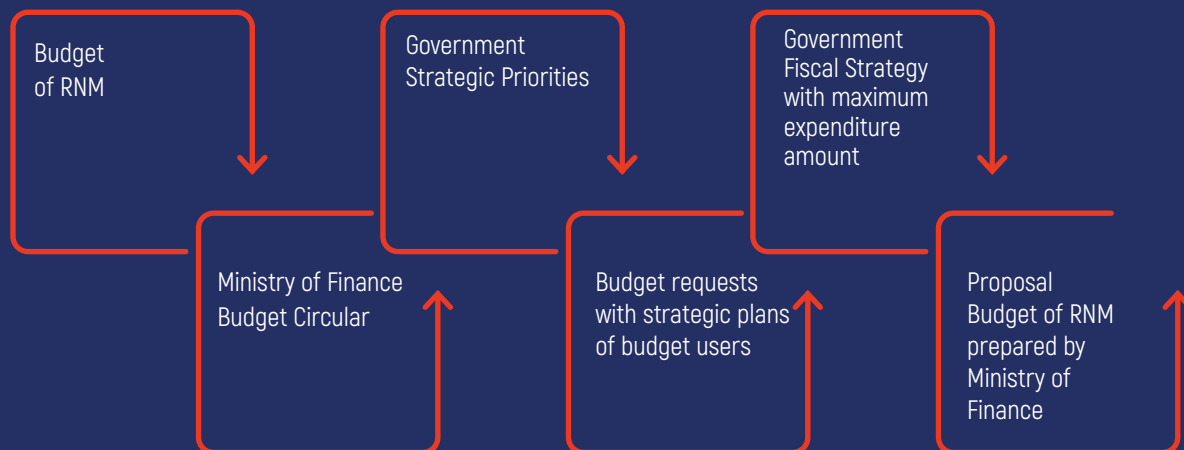 Budget
of RNM
Ministry of Finance
Budget Circular
Government
Strategic Priorities
Budget requests
with strategic plans
of budget users
Government
Fiscal Strategy
with maximum
expenditure
amount
Proposal
Budget of RNM
prepared by
Ministry of
Finance